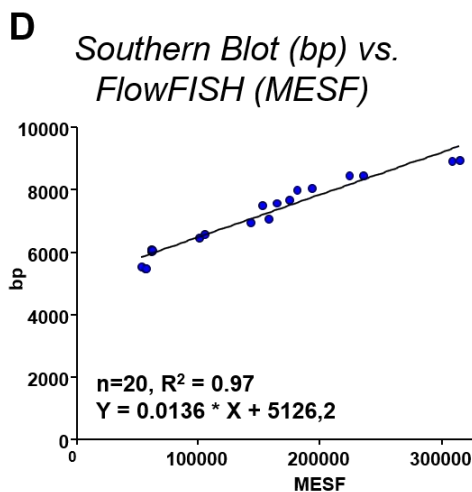 D
Southern Blot (bp) vs.
FlowFISH (MESF)
10000
8000
6000
4000
2000
0
bp
n=20, R² = 0.97
Y = 0.0136 * X + 5126,2
0 100000 200000 300000
MESF